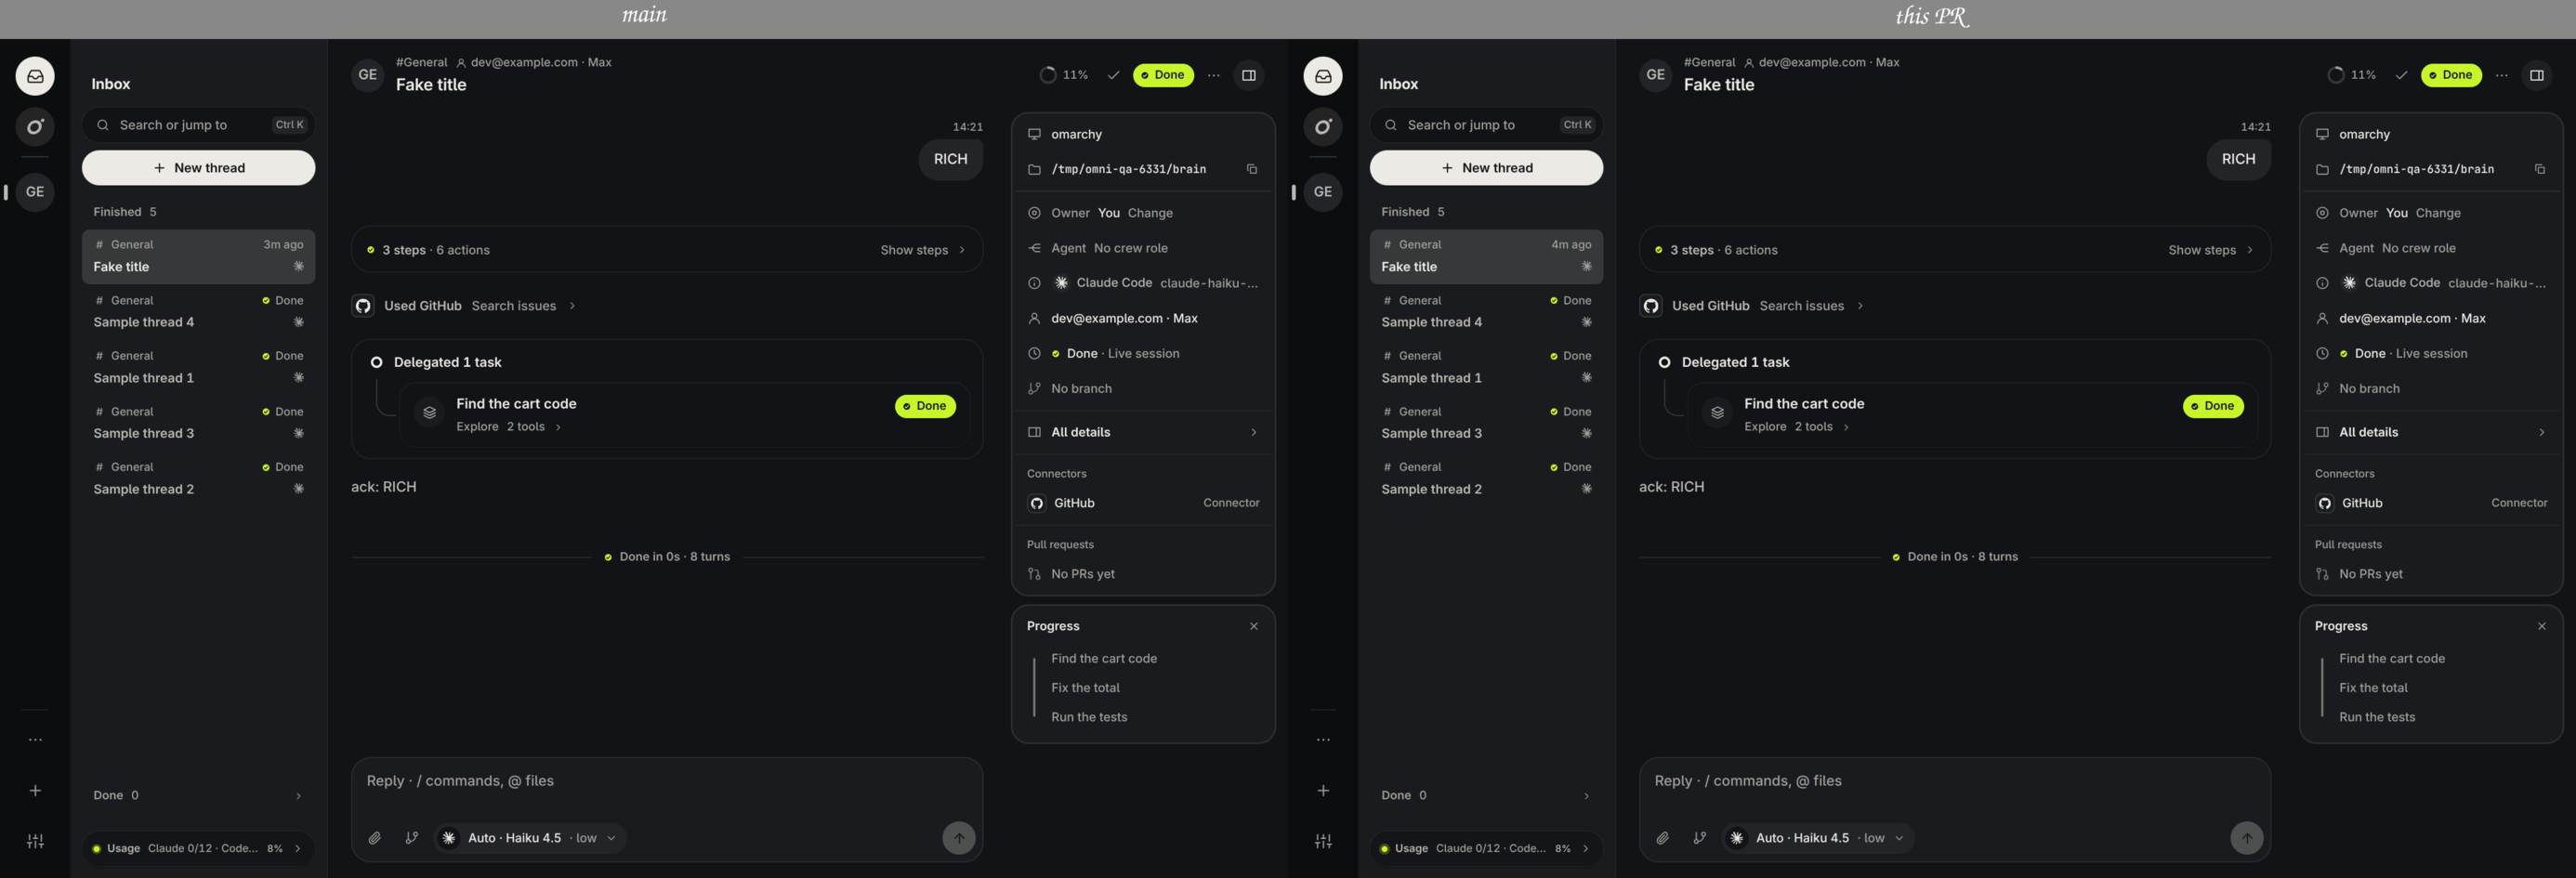 main
this PR
Inbox
Search or jump to Ctrl K
+ New thread
GE
Finished 5
# General 3m ago
Fake title
# General Done
Sample thread 4
# General Done
Sample thread 1
# General Done
Sample thread 3
# General Done
Sample thread 2
Done 0
Usage Claude 0/12 · Code... 8%
GE
#General dev@example.com · Max
Fake title
11% Done
14:21
RICH
3 steps · 6 actions Show steps
Used GitHub Search issues
Delegated 1 task
Find the cart code Done
Explore 2 tools
ack: RICH
Done in 0s · 8 turns
Reply · / commands, @ files
Auto · Haiku 4.5 · low
omarchy
/tmp/omni-qa-6331/brain
Owner You Change
Agent No crew role
Claude Code claude-haiku-...
dev@example.com · Max
Done · Live session
No branch
All details
Connectors
GitHub Connector
Pull requests
No PRs yet
Progress
Find the cart code
Fix the total
Run the tests
Inbox
Search or jump to Ctrl K
+ New thread
GE
Finished 5
# General 4m ago
Fake title
# General Done
Sample thread 4
# General Done
Sample thread 1
# General Done
Sample thread 3
# General Done
Sample thread 2
Done 0
Usage Claude 0/12 · Code... 8%
GE
#General dev@example.com · Max
Fake title
11% Done
14:21
RICH
3 steps · 6 actions Show steps
Used GitHub Search issues
Delegated 1 task
Find the cart code Done
Explore 2 tools
ack: RICH
Done in 0s · 8 turns
Reply · / commands, @ files
Auto · Haiku 4.5 · low
omarchy
/tmp/omni-qa-6331/brain
Owner You Change
Agent No crew role
Claude Code claude-haiku-...
dev@example.com · Max
Done · Live session
No branch
All details
Connectors
GitHub Connector
Pull requests
No PRs yet
Progress
Find the cart code
Fix the total
Run the tests